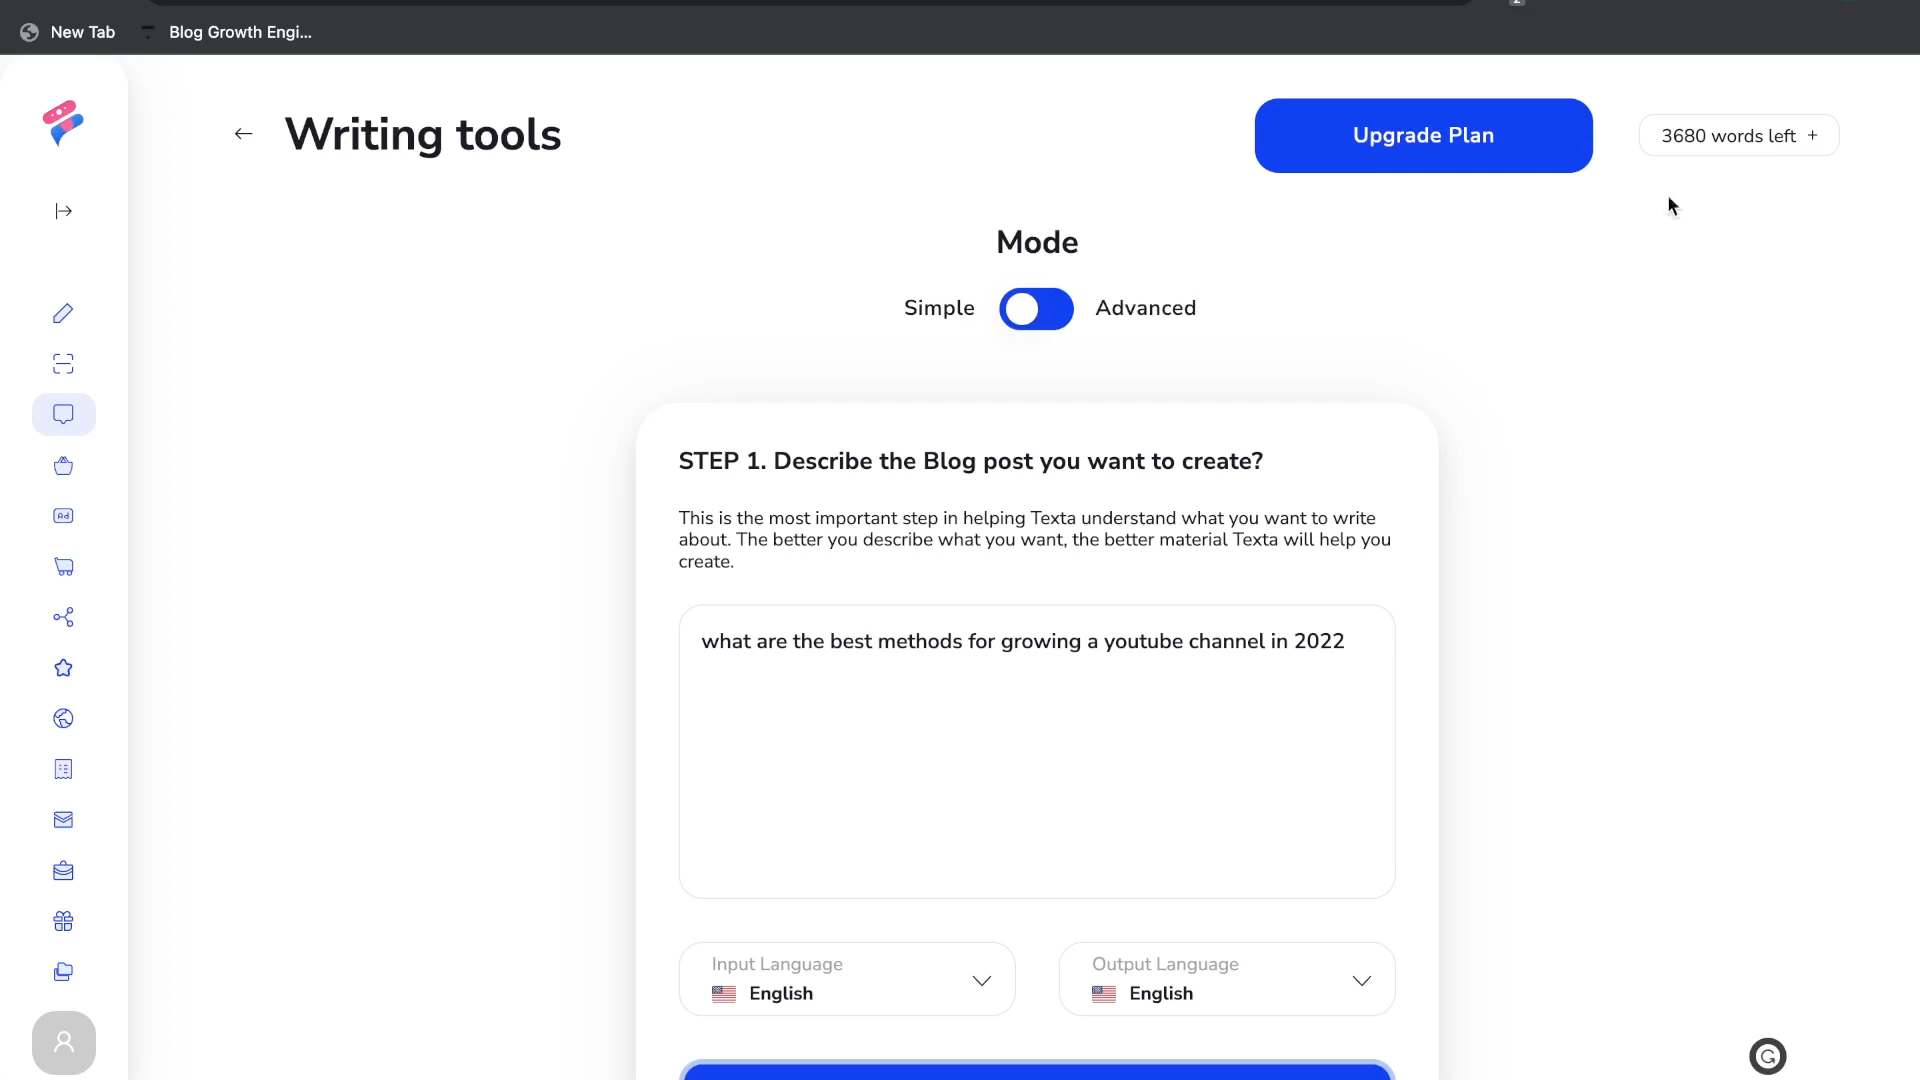 New Tab
Blog Growth Engi...
Writing tools
Upgrade Plan
3680 words left +
Mode
Simple
Advanced
STEP 1. Describe the Blog post you want to create?
This is the most important step in helping Texta understand what you want to write
about. The better you describe what you want, the better material Texta will help you
create.
what are the best methods for growing a youtube channel in 2022
Input Language
English
Output Language
English
Ad